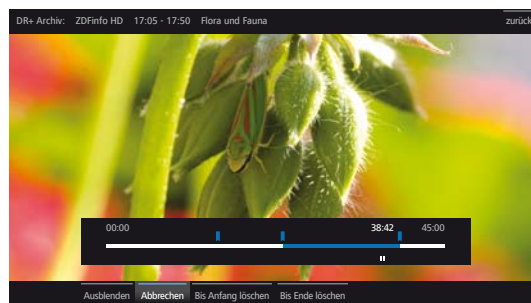 DR+ Archiv: ZDFinfo HD 17:05 - 17:50 Flora und Fauna zurück
00:00 38:42 45:00
Ausblenden Abbrechen Bis Anfang löschen Bis Ende löschen